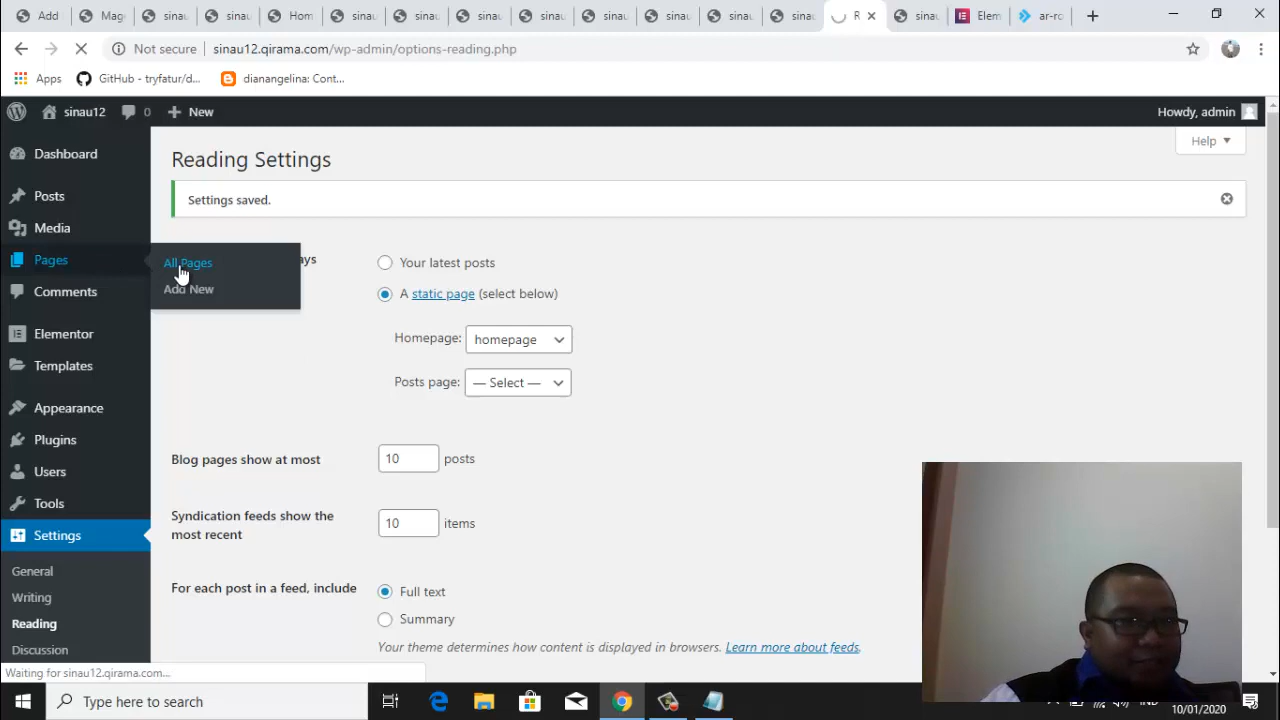 Wo
Mag
sinau
sinau
Hom
sinau
sinau
sinau
sinau
sinau
sinau
sinau
sinau
R
sinau
Elem
ar-ro
Not secure
sinau12.qirama.com/wp-admin/options-reading.php
Apps
GitHub - tryfatur/d...
dianangelina: Cont...
sinau12
0
New
Howdy, admin
Dashboard
Posts
Media
Pages
Comments
Elementor
Templates
Appearance
Plugins
Users
Tools
Settings
General
Writing
Reading
Discussion
All Pages
Add New
Help
Reading Settings
Settings saved.
ays
Your latest posts
A static page (select below)
Homepage: homepage
Posts page: — Select —
Blog pages show at most 10 posts
Syndication feeds show the
most recent
10 items
For each post in a feed, include
Full text
Summary
Your theme determines how content is displayed in browsers. Learn more about feeds.
Waiting for sinau12.qirama.com...
Type here to search
10/01/2020